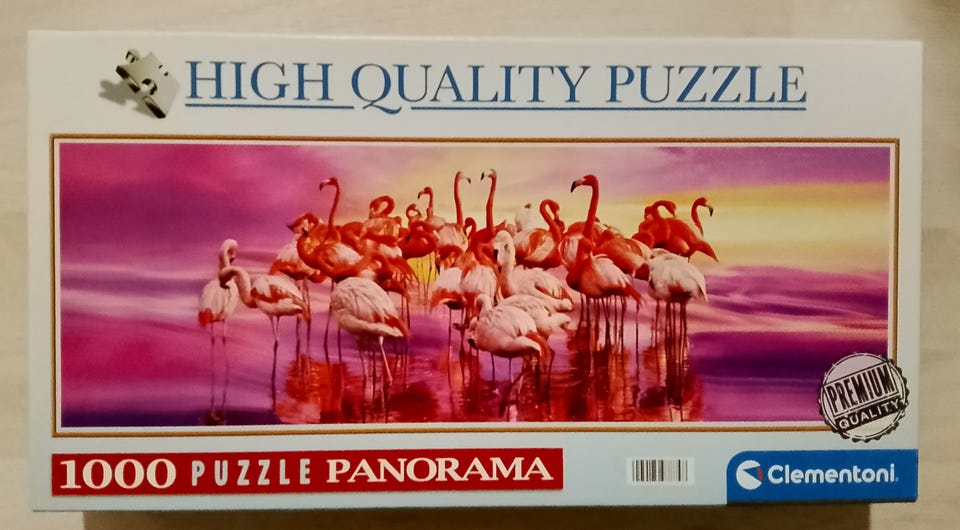 HIGH QUALITY PUZZLE
PREMIUM
QUALITY
1000 PUZZLE PANORAMA
Clementoni